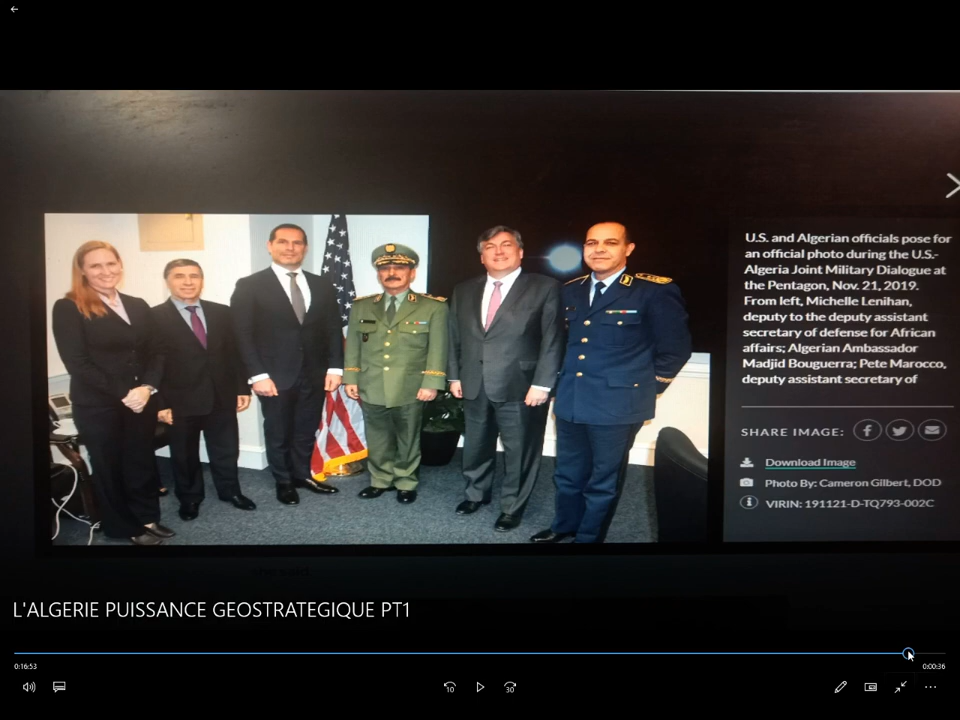 U.S. and Algerian officials pose for
an official photo during the U.S.-
Algeria Joint Military Dialogue at
the Pentagon, Nov. 21, 2019.
From left, Michelle Lenihan,
deputy to the deputy assistant
secretary of defense for African
affairs; Algerian Ambassador
Madjid Bouguerra; Pete Marocco,
deputy assistant secretary of
SHARE IMAGE:
Download Image
Photo By: Cameron Gilbert, DOD
VIRIN: 191121-D-TQ793-002C
L'ALGERIE PUISSANCE GEOSTRATEGIQUE PT1
0:16:53
0:00:36
10
30